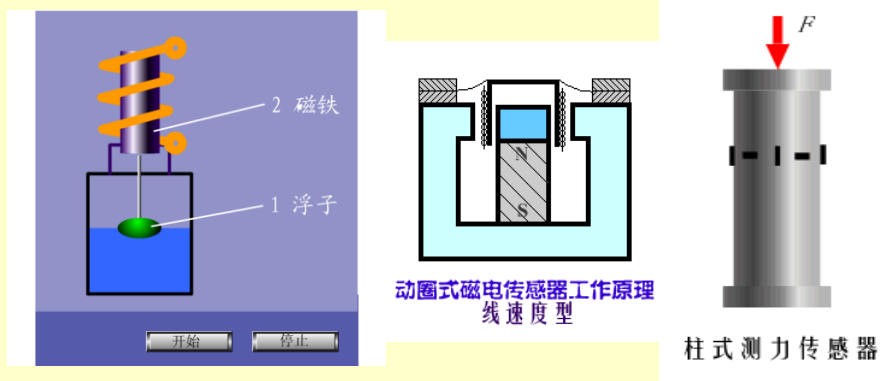 2 磁铁
1 浮子
开始
停止
N
S
动圈式磁电传感器工作原理
线速度型
F
柱式测力传感器